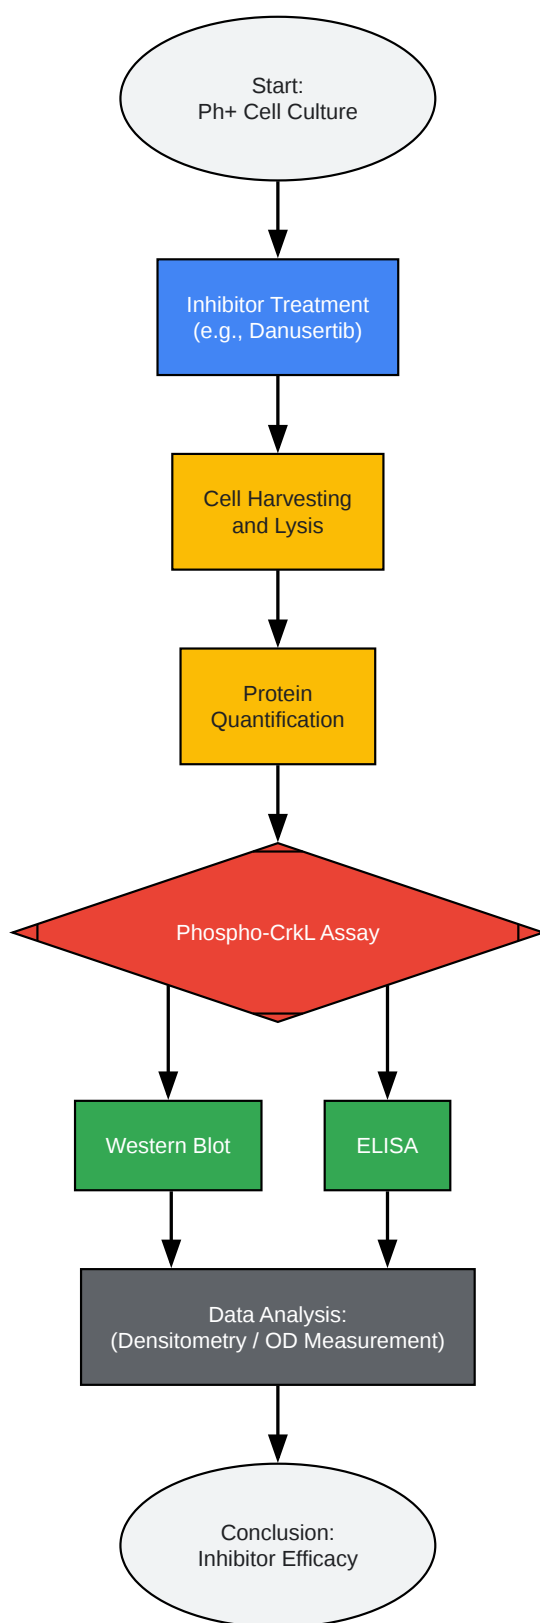 Start:
Ph+ Cell Culture
Inhibitor Treatment
(e.g., Danusertib)
Cell Harvesting
and Lysis
Protein
Quantification
Phospho-CrkL Assay
Western Blot
ELISA
Data Analysis:
(Densitometry / OD Measurement)
Conclusion:
Inhibitor Efficacy